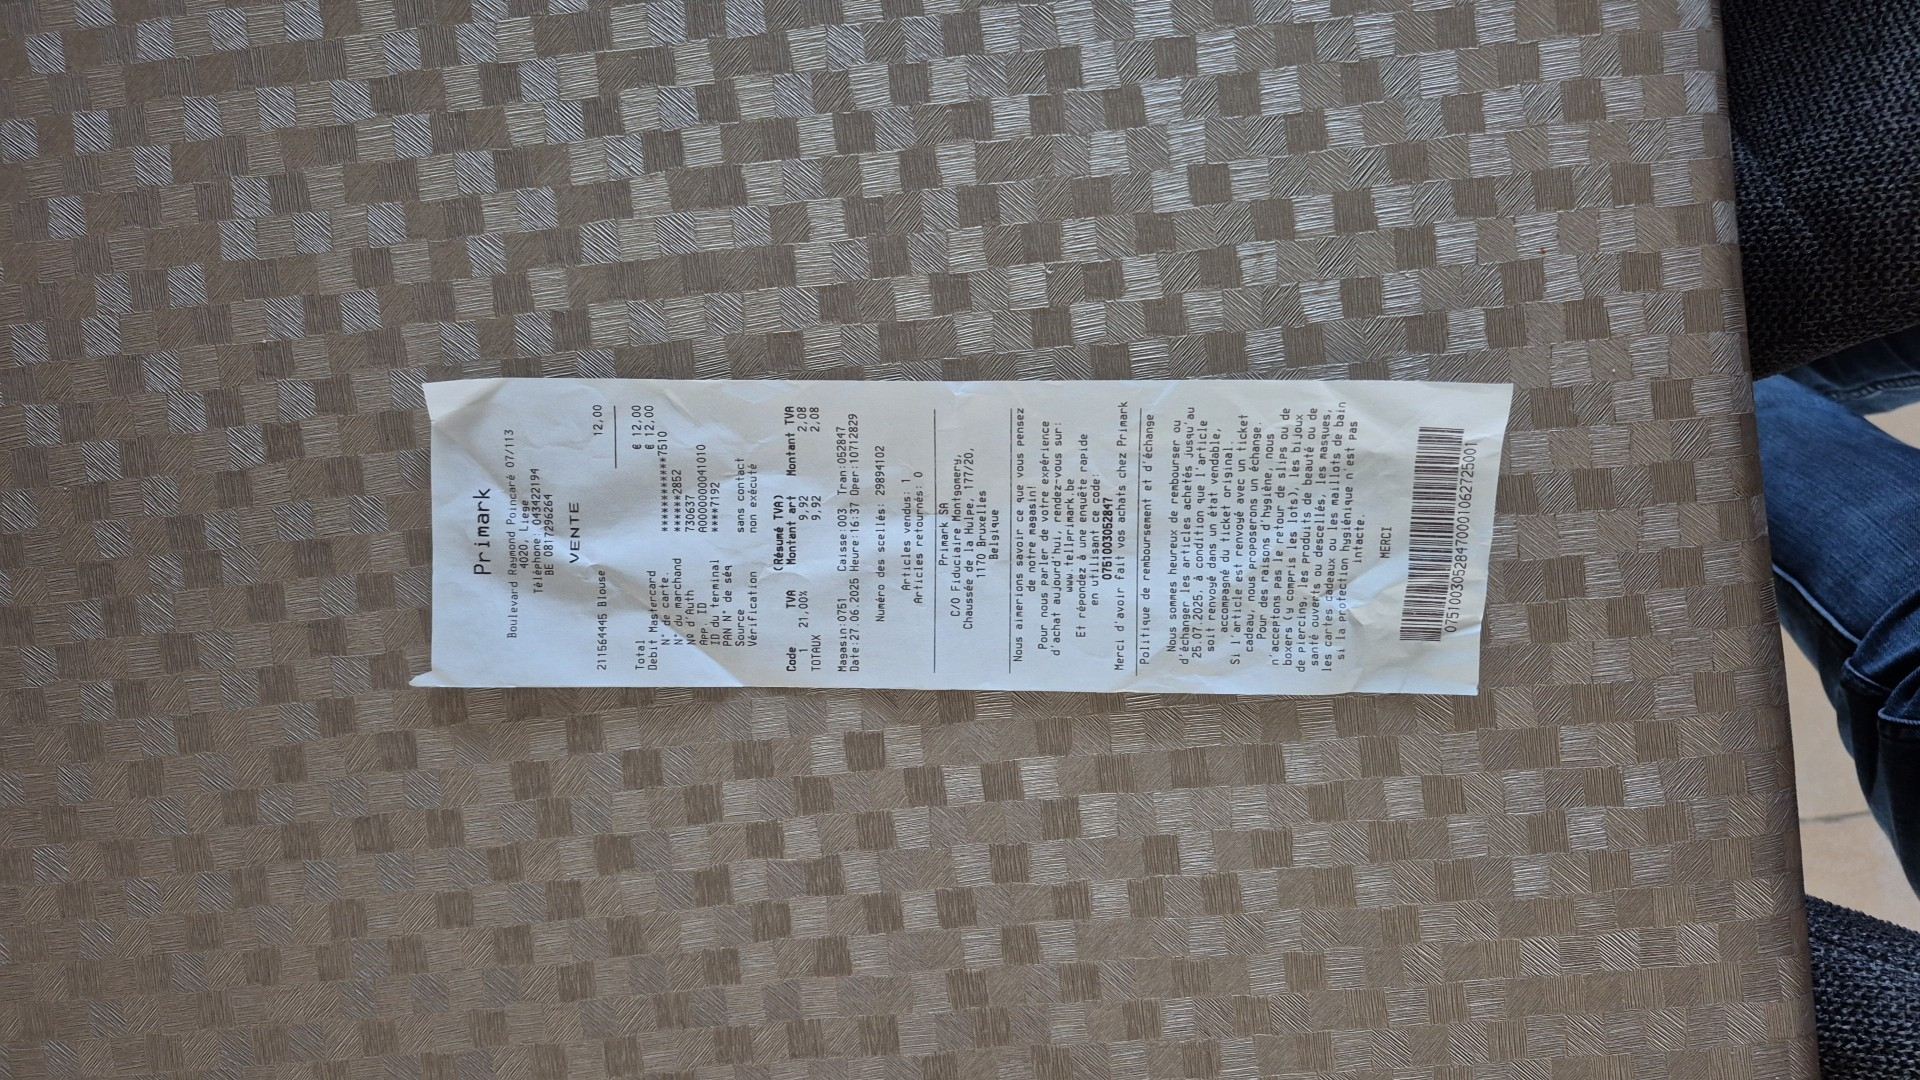 Primark
Boulevard Raymond Poincaré 07/113
4020, Liege
Téléphone: 043422194
BE 0817296264
VENTE
2115644445 Blouse 12,00
Total € 12,00
Debit Mastercard € 12,00
N° de carte. ************7510
N° du marchand ******2852
Nº d'Auth 730637
App. ID A0000000041010
ID du terminal ****7192
PAN N° de séq
Source sans contact
Vérification non exécuté
(Résumé TVA)
Code TVA Montant art Montant TVA
1 21,00% 9,92 2,08
TOTAUX 9,92 2,08
Magasin:0751 Caisse:003 Tran:052847
Date:27.06.2025 Heure:16:37 Oper:10712829
Numéro des scellés: 29894102
Articles vendus: 1
Articles retournés: 0
Primark SA
C/O Fiduciaire Montgomery,
Chaussée de la Hulpe, 177/20,
1170 Bruxelles
Belgique
Nous aimerions savoir ce que vous pensez
de notre magasin!
Pour nous parler de votre expérience
d'achat aujourd'hui, rendez-vous sur:
www.tellprimark.be
Et répondez à une enquête rapide
en utilisant ce code:
0751003052847
Merci d'avoir fait vos achats chez Primark
Politique de remboursement et d'échange
Nous sommes heureux de rembourser ou
d'échanger les articles achetés jusqu'au
25.07.2025, à condition que l'article
soit renvoyé dans un état vendable,
accompagné du ticket original.
Si l'article est renvoyé avec un ticket
cadeau, nous proposerons un échange.
Pour des raisons d'hygiène, nous
n'acceptons pas le retour de slips ou de
boxers (y compris les lots), les bijoux
de piercing, les produits de beauté ou de
santé ouverts ou descellés, les masques,
les cartes cadeaux ou les maillots de bain
si la protection hygiénique n'est pas
intacte.
MERCI
0751003052847000106272501